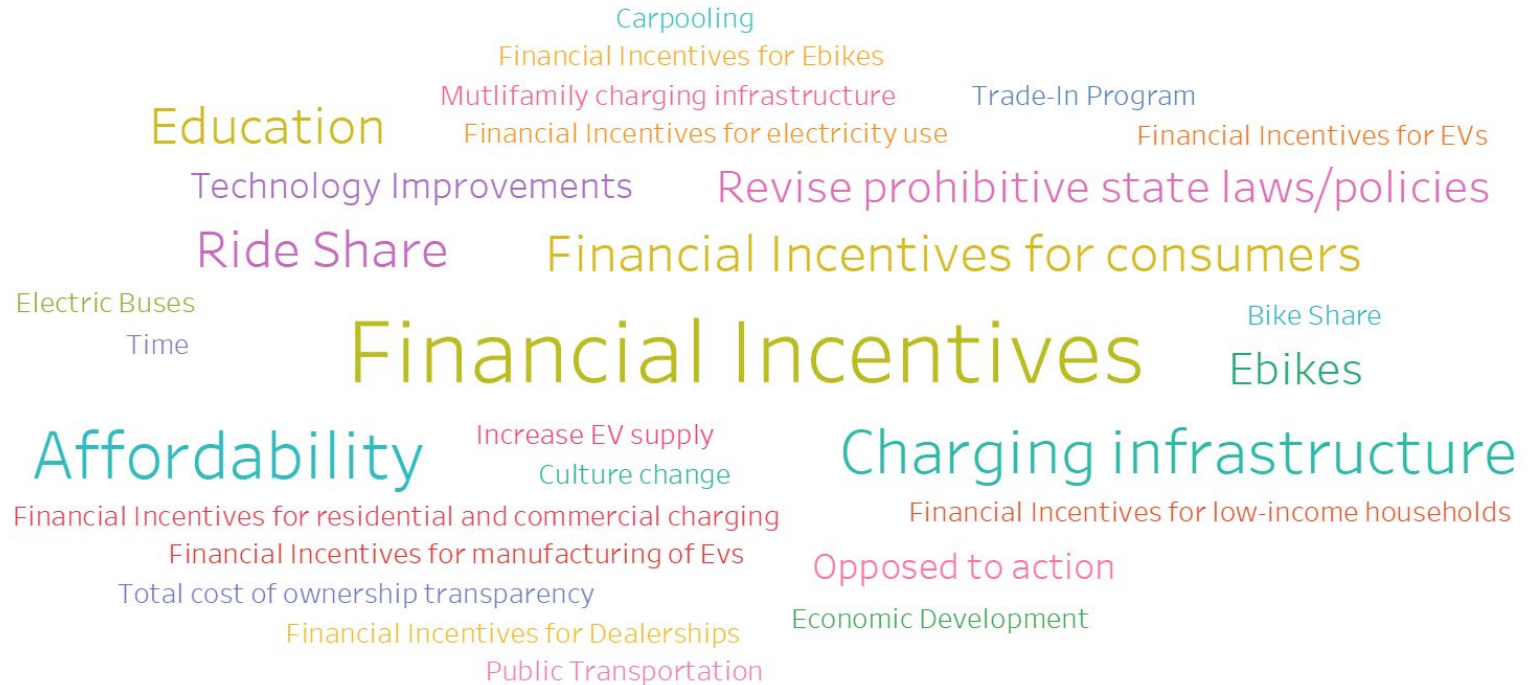 Carpooling
Financial Incentives for Ebikes
Mutlifamily charging infrastructure
Trade-In Program
Education
Financial Incentives for electricity use
Financial Incentives for EVs
Technology Improvements
Revise prohibitive state laws/policies
Ride Share
Financial Incentives for consumers
Electric Buses
Bike Share
Time
Financial Incentives
Ebikes
Affordability
Increase EV supply
Charging infrastructure
Culture change
Financial Incentives for residential and commercial charging
Financial Incentives for low-income households
Financial Incentives for manufacturing of Evs
Opposed to action
Total cost of ownership transparency
Economic Development
Financial Incentives for Dealerships
Public Transportation